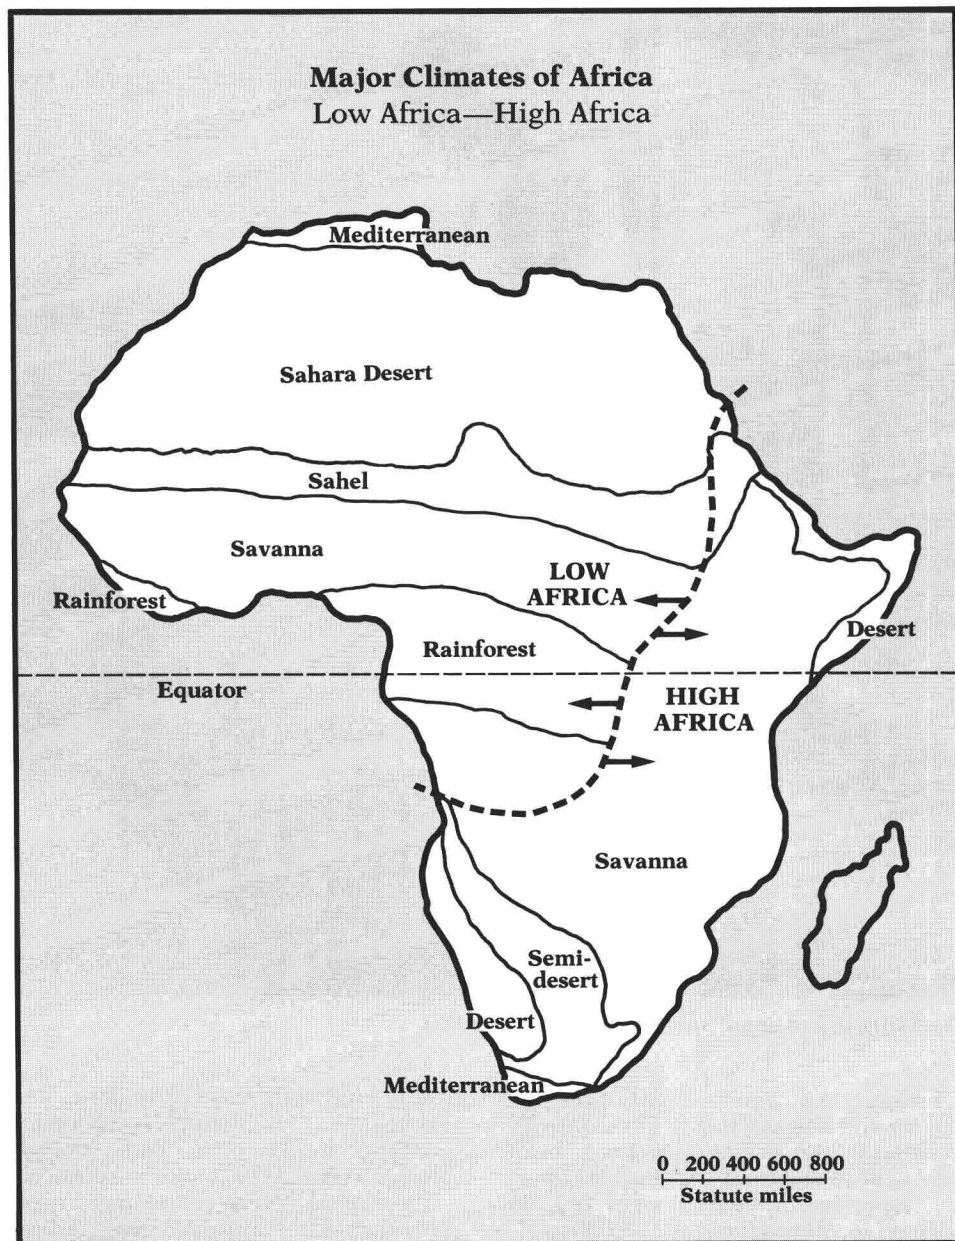 Major Climates of Africa
Low Africa—High Africa
Mediterranean
Sahara Desert
Sahel
Savanna
LOW
AFRICA
Rainforest
Desert
Rainforest
Equator
HIGH
AFRICA
Savanna
Semi-
desert
Desert
Mediterranean
0 200 400 600 800
Statute miles